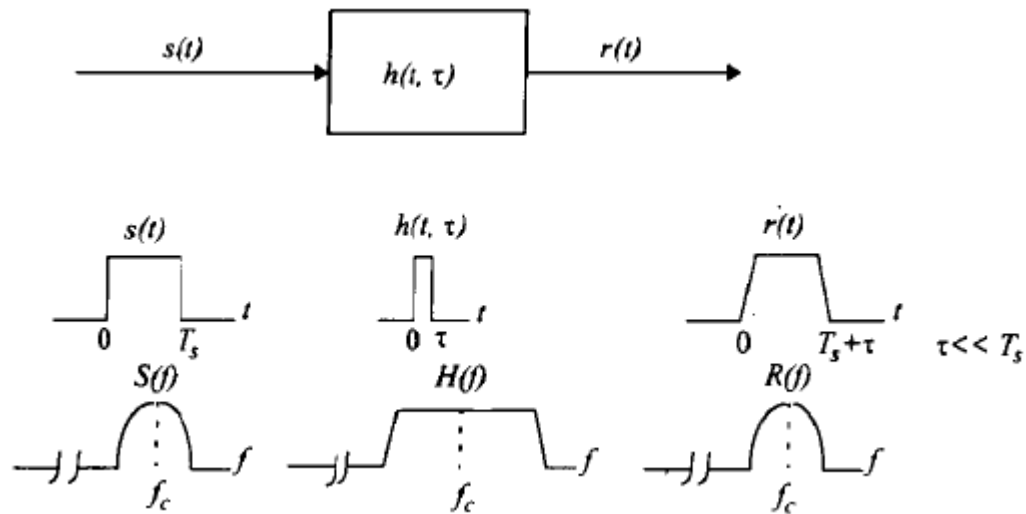 s(t)
h(t, τ)
r(t)
s(t)
h(t, τ)
r(t)
t
t
t
0
T_s
0
τ
0
T_s+τ
τ<< T_s
S(f)
H(f)
R(f)
f
f
f
f_c
f_c
f_c